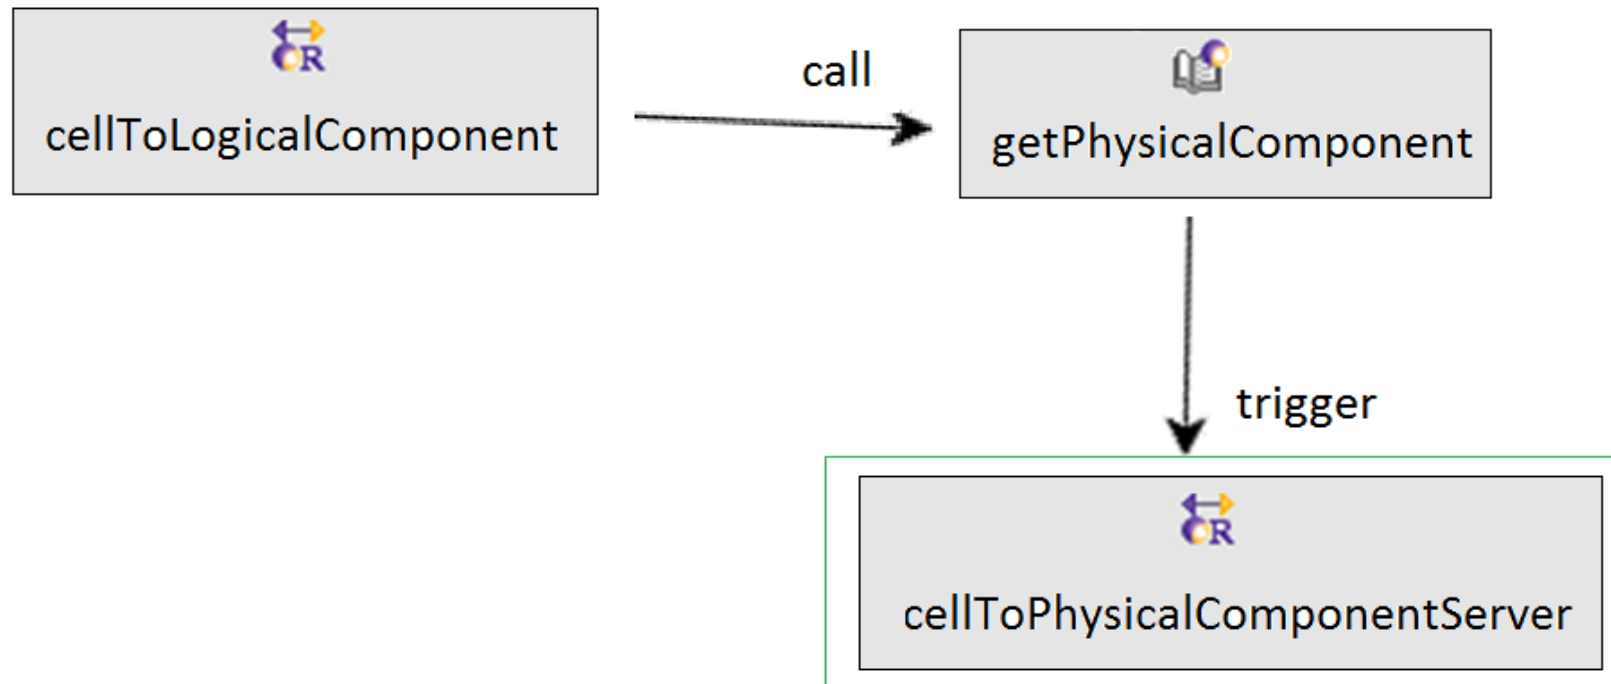 R
cellToLogicalComponent
call
getPhysicalComponent
trigger
R
cellToPhysicalComponentServer